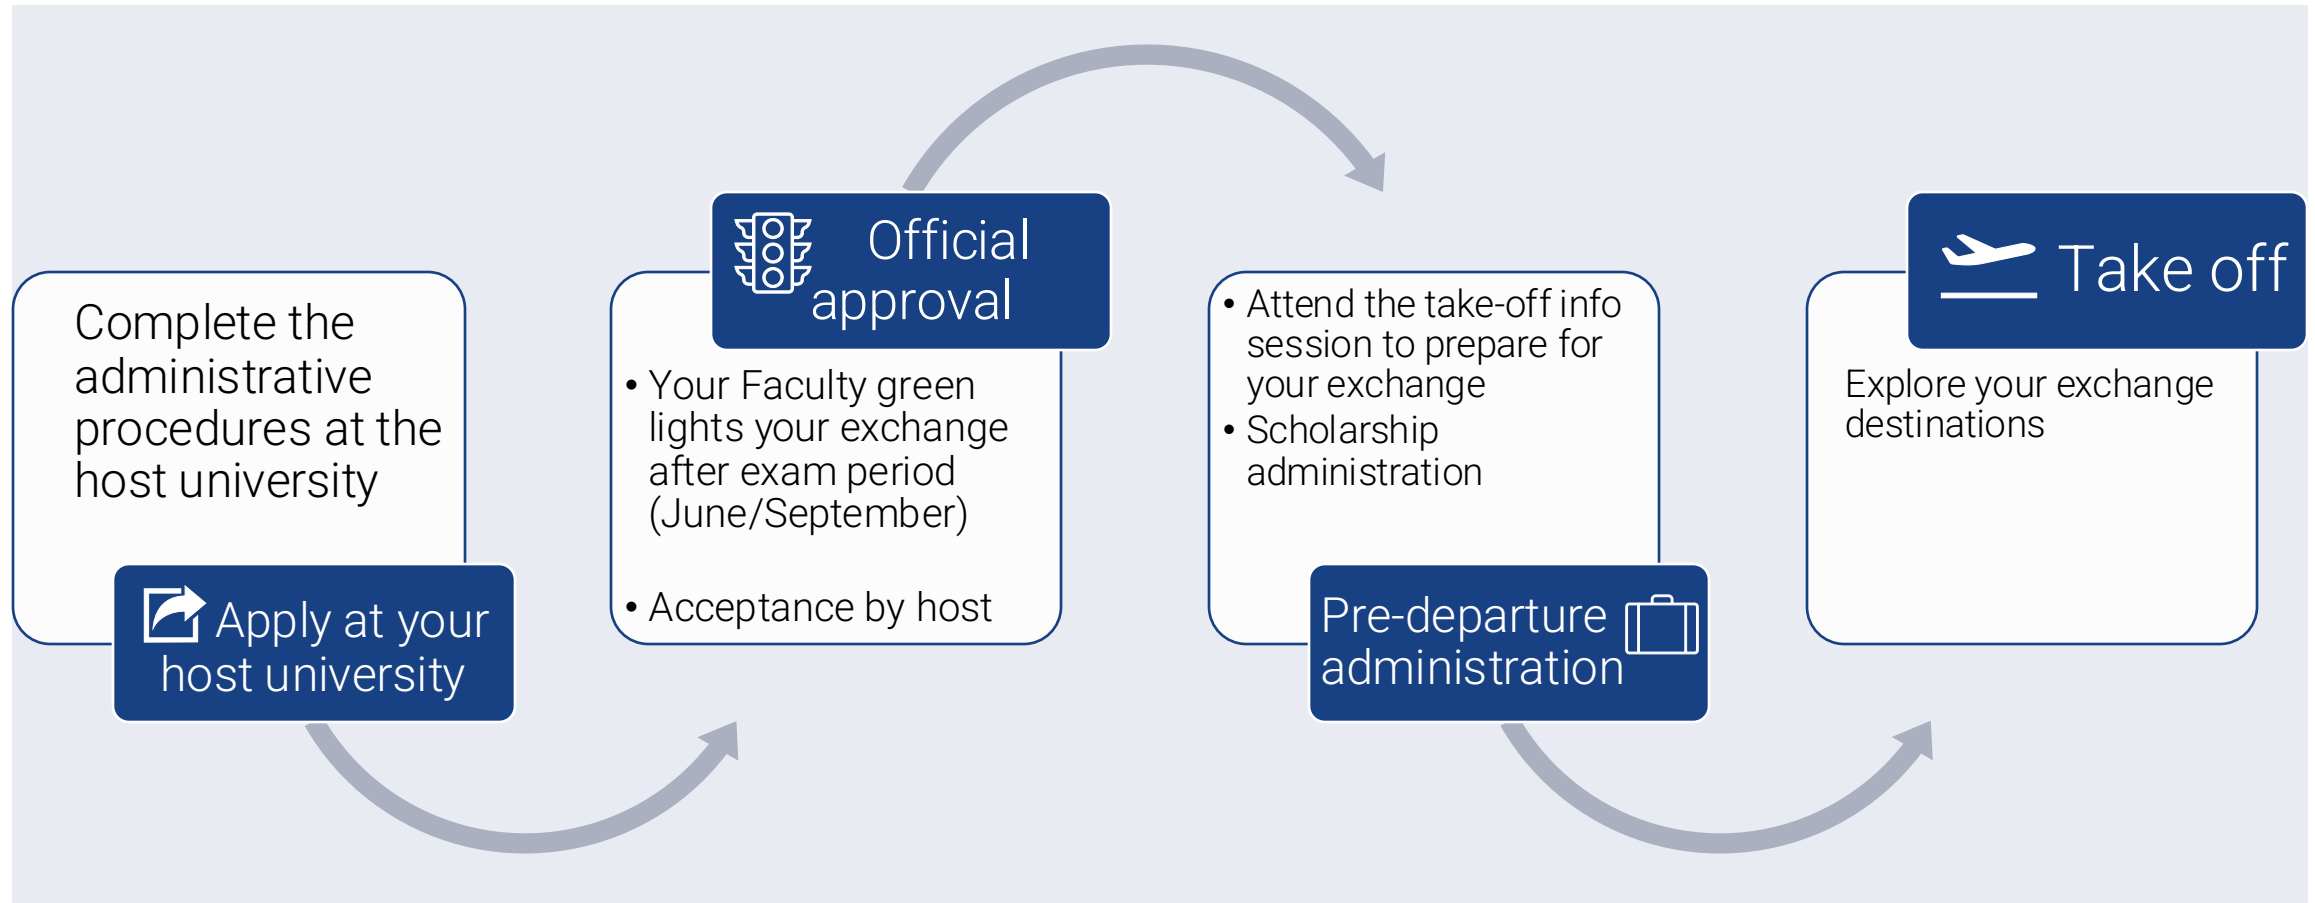 Complete the
administrative
procedures at the
host university
Apply at your
host university
Official
approval
• Your Faculty green
lights your exchange
after exam period
(June/September)
• Acceptance by host
• Attend the take-off info
session to prepare for
your exchange
• Scholarship
administration
Pre-departure
administration
Take off
Explore your exchange
destinations